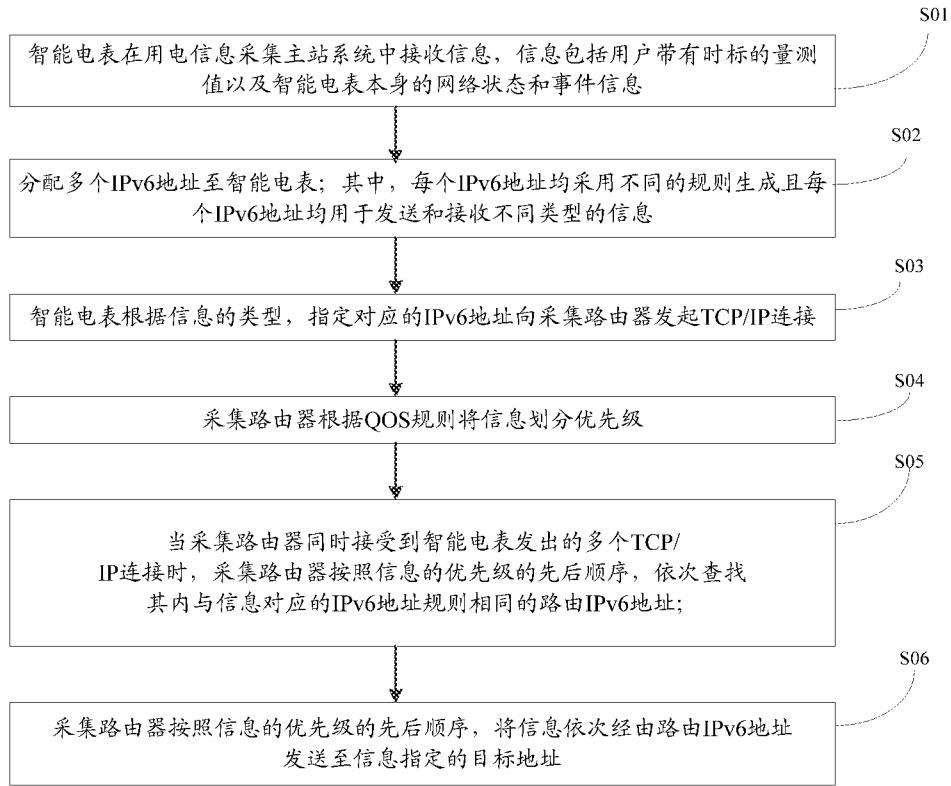 S01
智能电表在用电信息采集主站系统中接收信息，信息包括用户带有时标的量测
值以及智能电表本身的网络状态和事件信息
S02
分配多个IPv6地址至智能电表；其中，每个IPv6地址均采用不同的规则生成且每
个IPv6地址均用于发送和接收不同类型的信息
S03
智能电表根据信息的类型，指定对应的IPv6地址向采集路由器发起TCP/IP连接
S04
采集路由器根据QOS规则将信息划分优先级
S05
当采集路由器同时接受到智能电表发出的多个TCP/
IP连接时，采集路由器按照信息的优先级的先后顺序，依次查找
其内与信息对应的IPv6地址规则相同的路由IPv6地址；
S06
采集路由器按照信息的优先级的先后顺序，将信息依次经由路由IPv6地址
发送至信息指定的目标地址